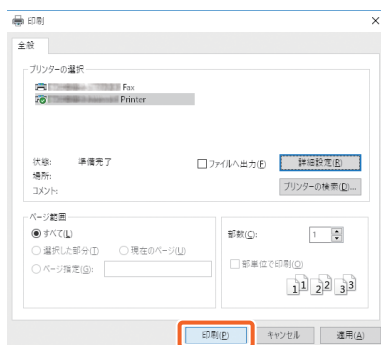 印刷
全般
プリンターの選択
Fax
Printer
状態: 準備完了
ファイルへ出力(F) 詳細設定(R)
場所:
コメント:
プリンターの検索(D)...
ページ範囲
すべて(L)
選択した部分(T) 現在のページ(U)
ページ指定(G):
部数(C): 1
部単位で印刷(O)
11 22 33
印刷(P) キャンセル 適用(A)